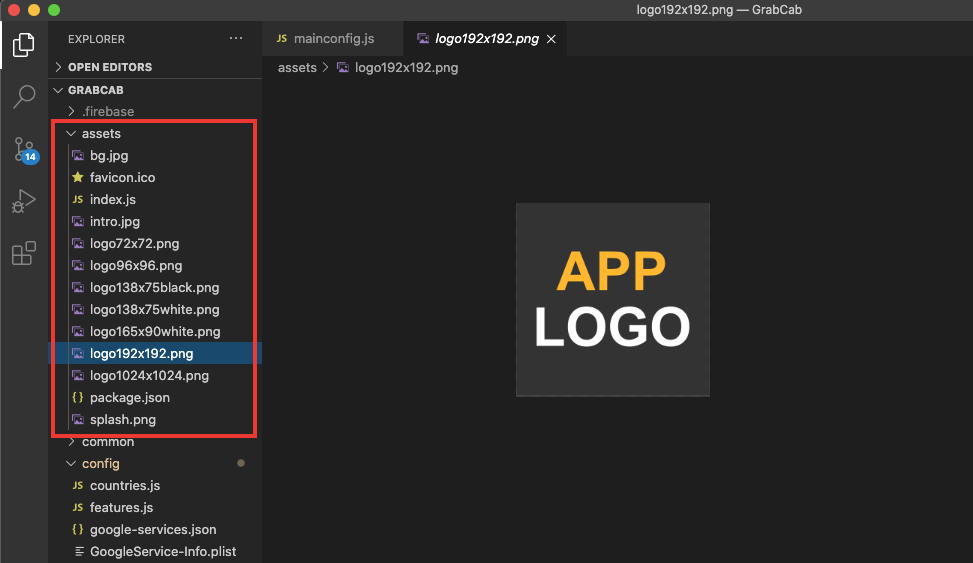 logo192x192.png — GrabCab
EXPLORER
...
OPEN EDITORS
GRABCAB
.firebase
assets
bg.jpg
favicon.ico
JS index.js
intro.jpg
logo72x72.png
logo96x96.png
logo138x75black.png
logo138x75white.png
logo165x90white.png
logo192x192.png
logo1024x1024.png
{} package.json
splash.png
common
config
JS countries.js
JS features.js
{} google-services.json
GoogleService-Info.plist
14
JS mainconfig.js
logo192x192.png
assets > logo192x192.png
APP
LOGO